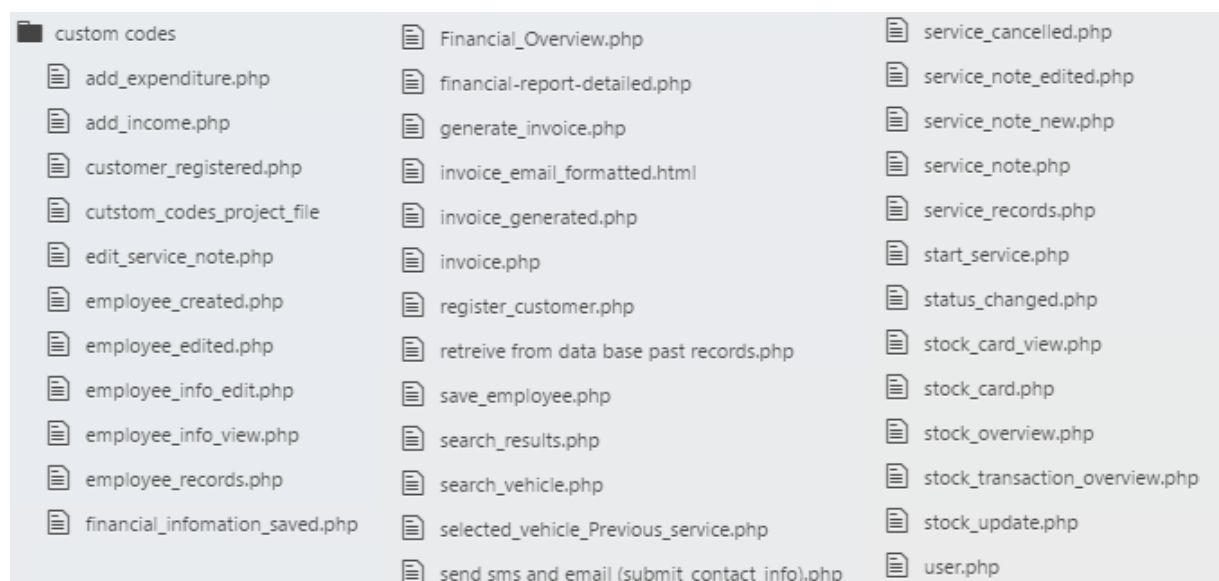 custom codes
add_expenditure.php
add_income.php
customer_registered.php
cutstom_codes_project_file
edit_service_note.php
employee_created.php
employee_edited.php
employee_info_edit.php
employee_info_view.php
employee_records.php
financial_infomation_saved.php
Financial_Overview.php
financial-report-detailed.php
generate_invoice.php
invoice_email_formatted.html
invoice_generated.php
invoice.php
register_customer.php
retreive from data base past records.php
save_employee.php
search_results.php
search_vehicle.php
selected_vehicle_Previous_service.php
send sms and email (submit_contact_info).php
service_cancelled.php
service_note_edited.php
service_note_new.php
service_note.php
service_records.php
start_service.php
status_changed.php
stock_card_view.php
stock_card.php
stock_overview.php
stock_transaction_overview.php
stock_update.php
user.php